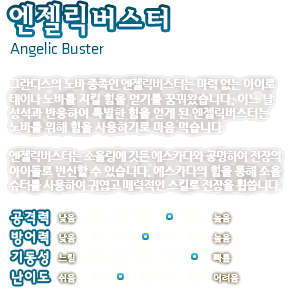 엔젤릭버스터
Angelic Buster
그란디스의 노바 종족인 엔젤릭버스터는 마력 없는 아이로
태어나 노바를 지킬 힘을 얻기를 꿈꿔왔습니다. 어느 날
성석과 반응하여 특별한 힘을 얻게 된 엔젤릭버스터는
노바를 위해 힘을 사용하기로 마음 먹습니다.
엔젤릭버스터는 소울링에 깃든 에스카다와 공명하여 전장의
아이돌로 변신할 수 있습니다. 에스카다의 힘을 통해 소울
슈터를 사용하여 귀엽고 매력적인 스킬로 전장을 휩씁니다.
공격력 낮음 높음
방어력 낮음 높음
기동성 느림 빠름
난이도 쉬움 어려움